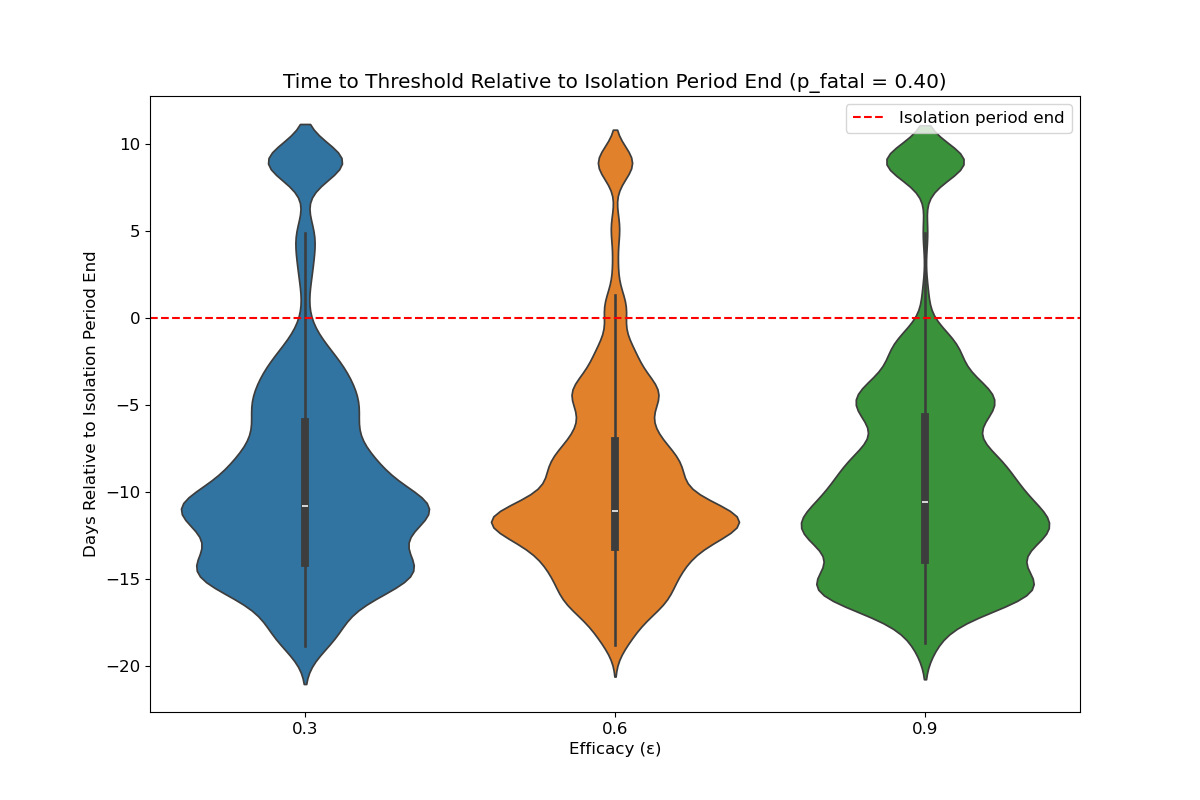 Time to Threshold Relative to Isolation Period End (p_fatal = 0.40)
Isolation period end
10
5
0
−5
−10
−15
−20
Days Relative to Isolation Period End
0.3 0.6 0.9
Efficacy (ε)